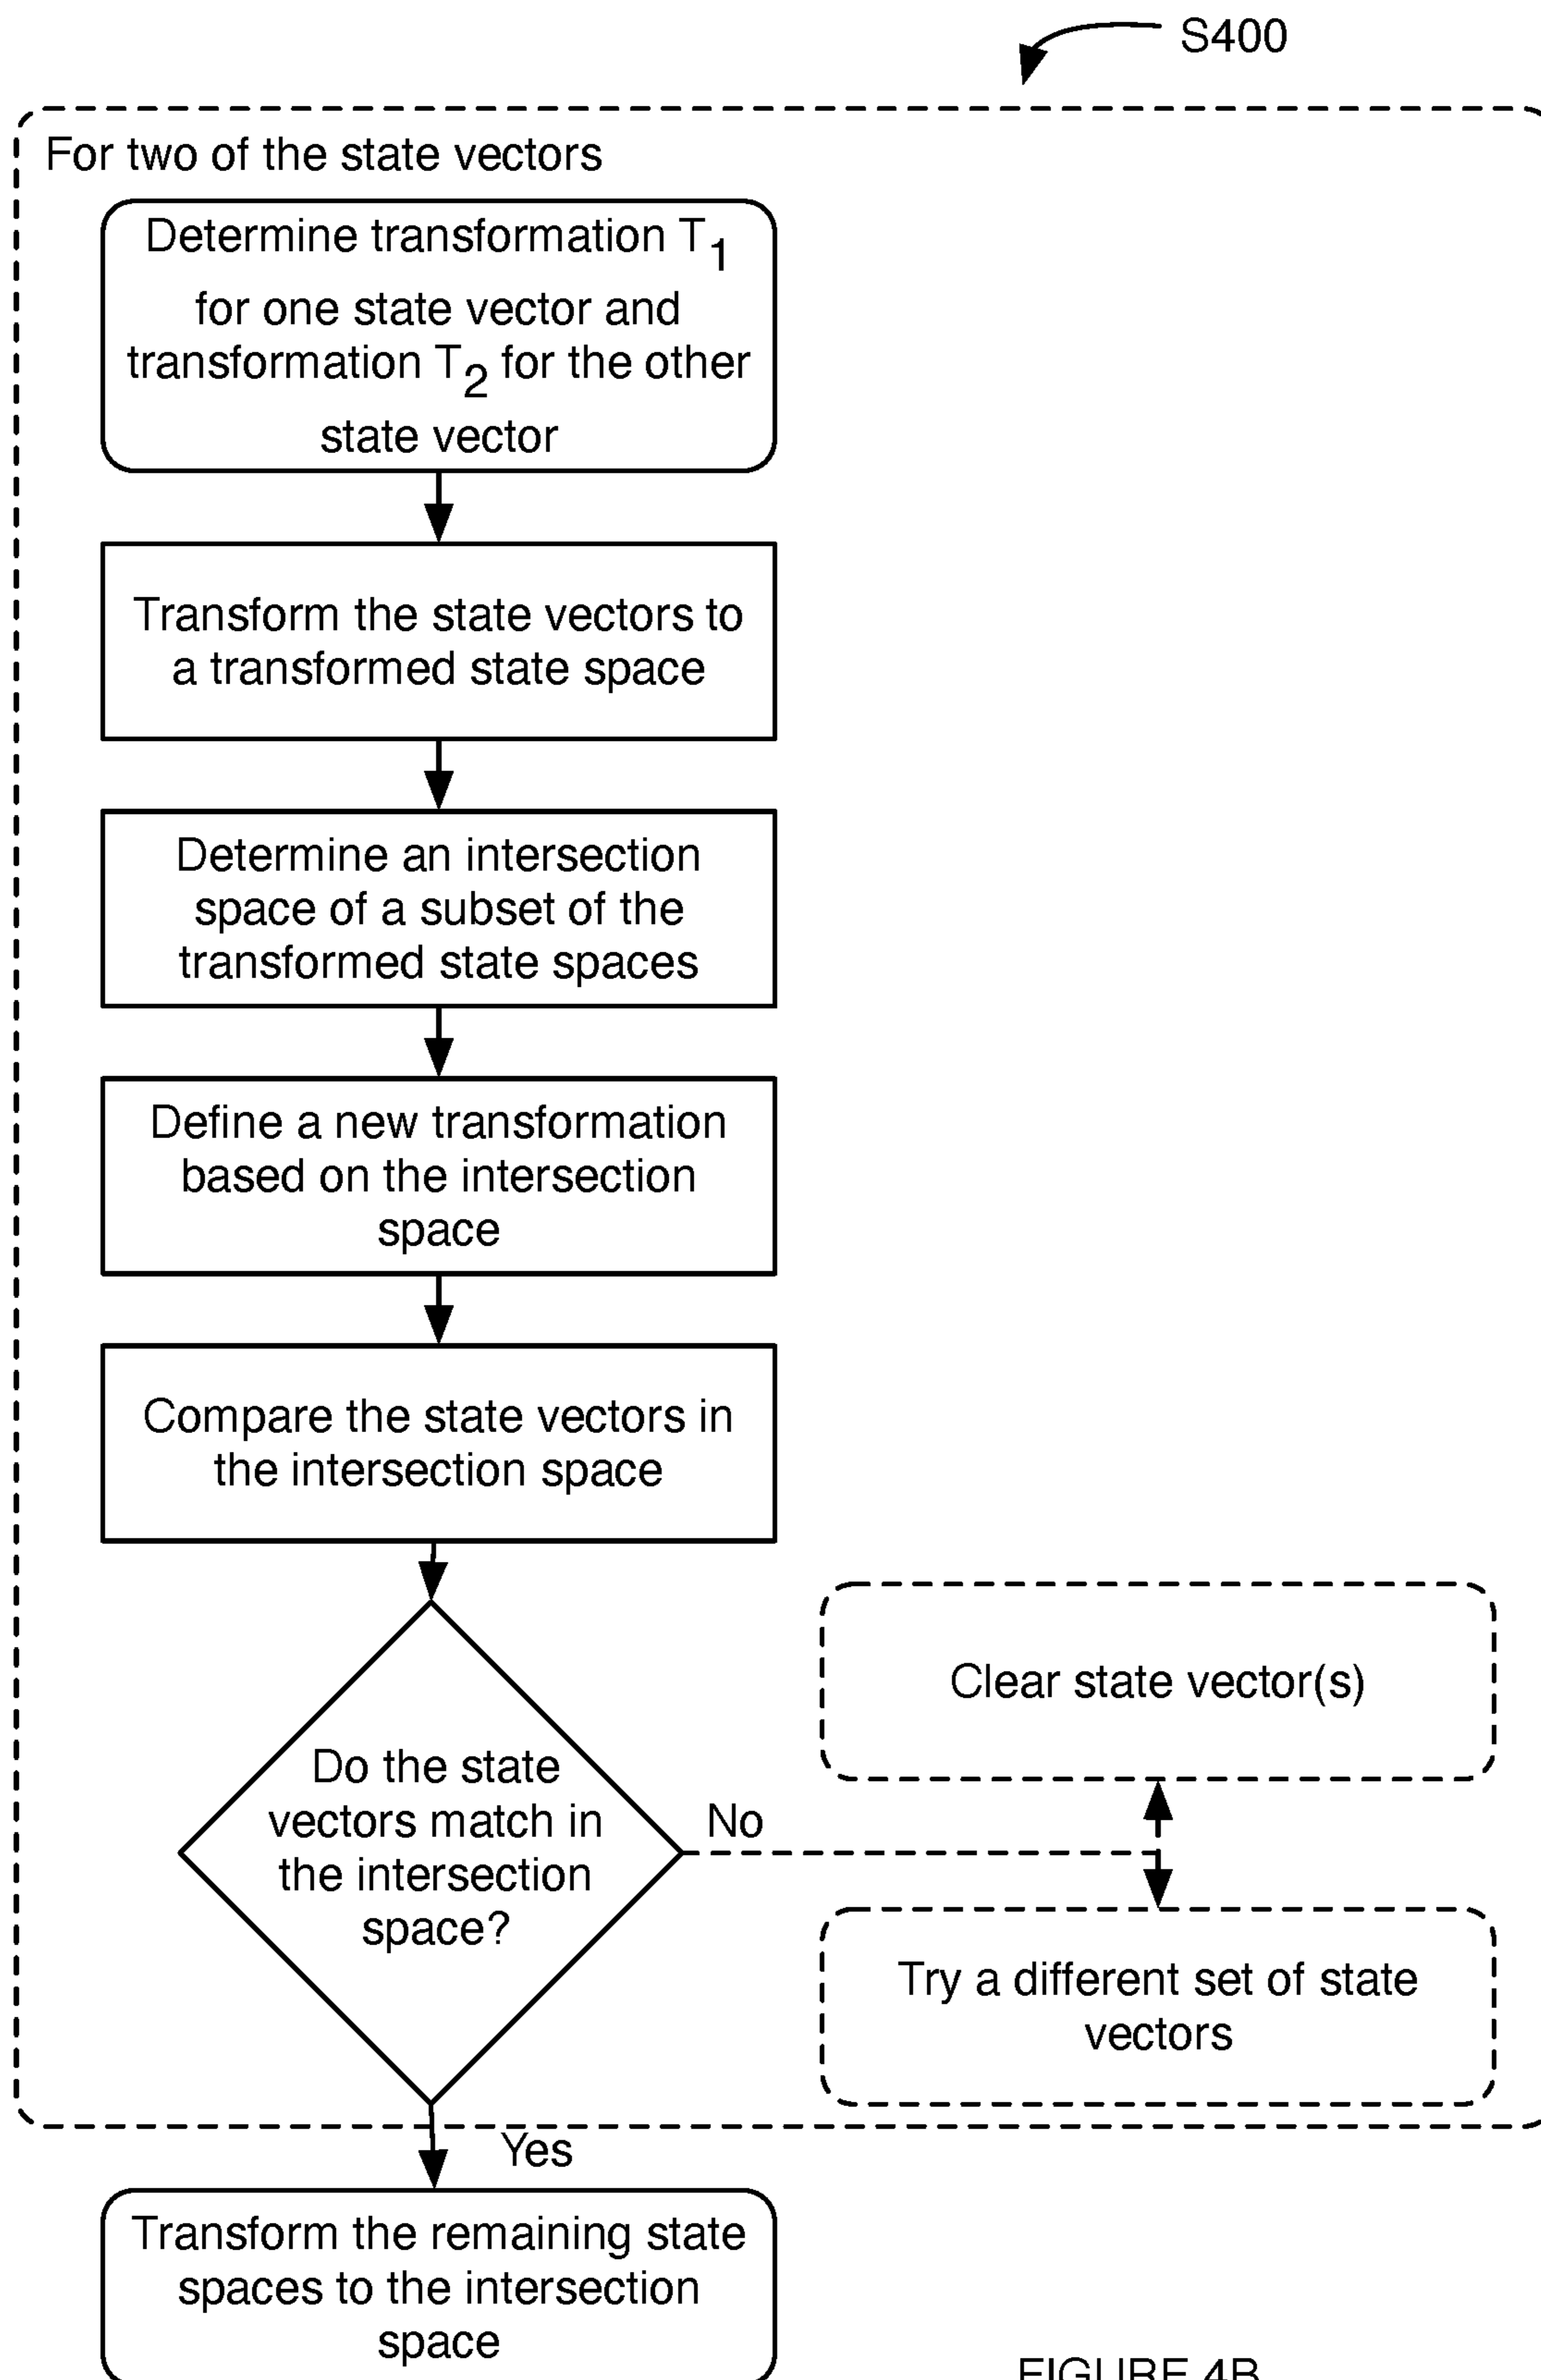 S400
For two of the state vectors
Determine transformation T1
for one state vector and
transformation T2 for the other
state vector
Transform the state vectors to
a transformed state space
Determine an intersection
space of a subset of the
transformed state spaces
Define a new transformation
based on the intersection
space
Compare the state vectors in
the intersection space
Clear state vector(s)
Do the state
vectors match in
the intersection
space?
No
Try a different set of state
vectors
Yes
Transform the remaining state
spaces to the intersection
space
FIGURE 4B